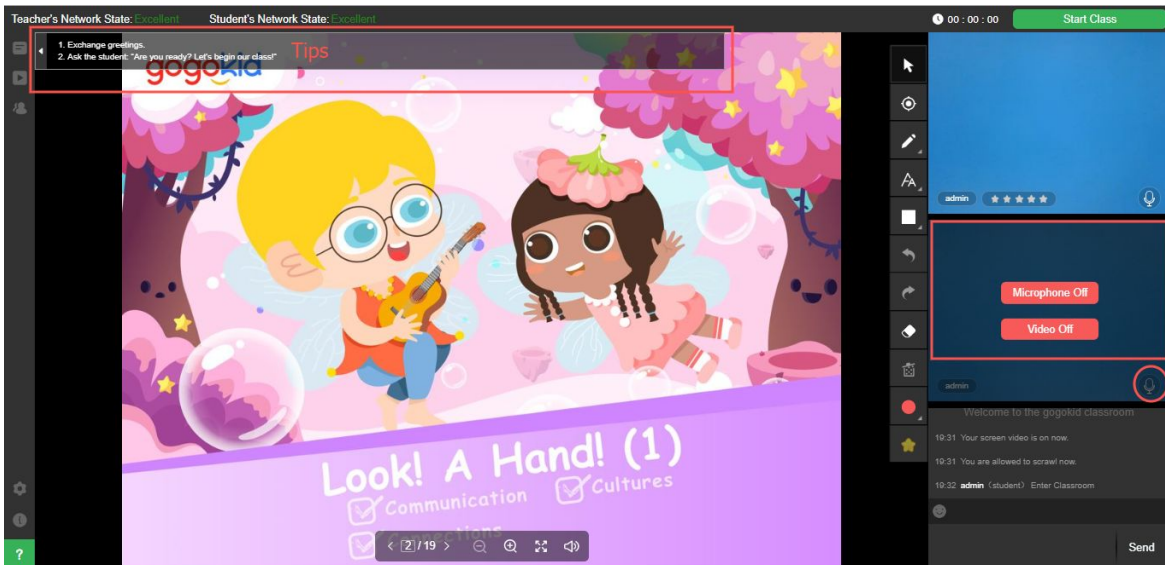 Teacher's Network State: Excellent
Student's Network State: Excellent
00 : 00 : 00
Start Class
1. Exchange greetings.
2. Ask the student: "Are you ready? Let's begin our class!"
Tips
gogokid
admin
Microphone Off
Video Off
admin
Welcome to the gogokid classroom
19:31 Your screen video is on now.
19:31 You are allowed to scrawl now.
19:32 admin (student) Enter Classroom
Look! A Hand! (1)
Communication
Cultures
Connections
2 / 19
?
Send